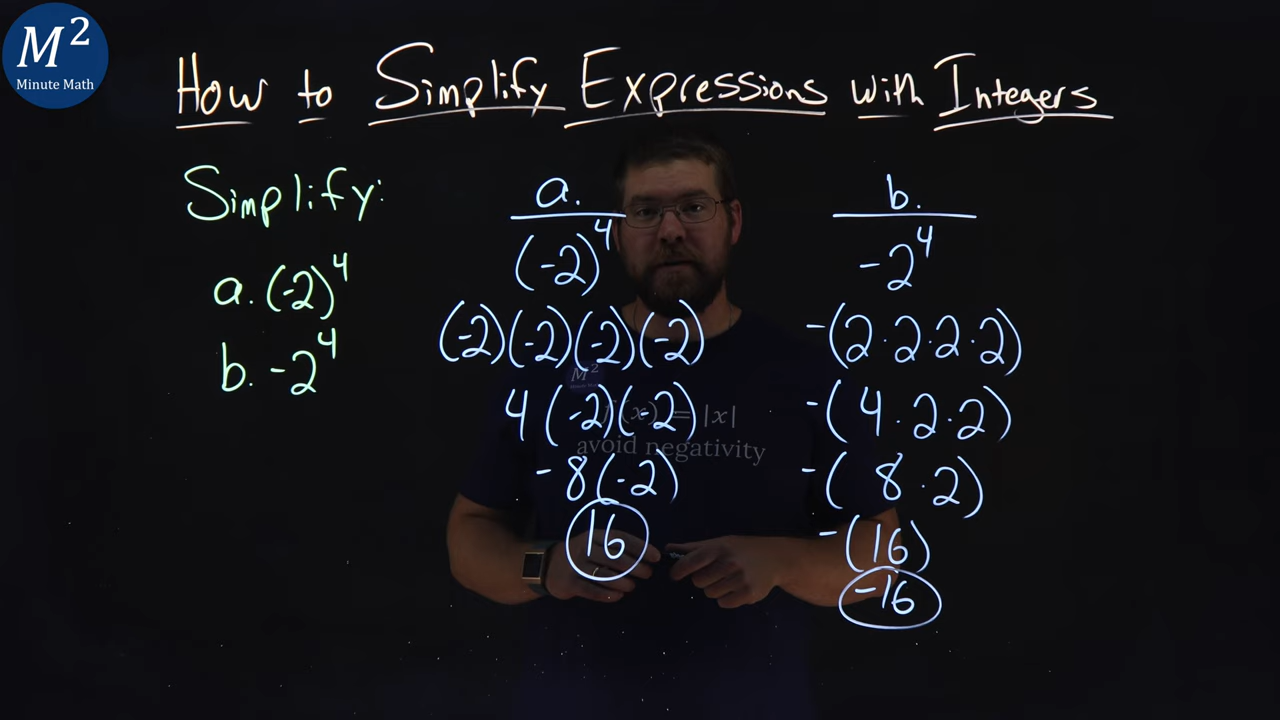 M²
Minute Math
How to Simplify Expressions with Integers
Simplify:
a. (-2)⁴
b. -2⁴
a.
(-2)⁴
(-2)(-2)(-2)(-2)
4(-2)(-2)
-8(-2)
16
b.
-2⁴
-(2·2·2·2)
-(4·2·2)
-(8·2)
-(16)
-16
M²
f(x) = |x|
avoid negativity